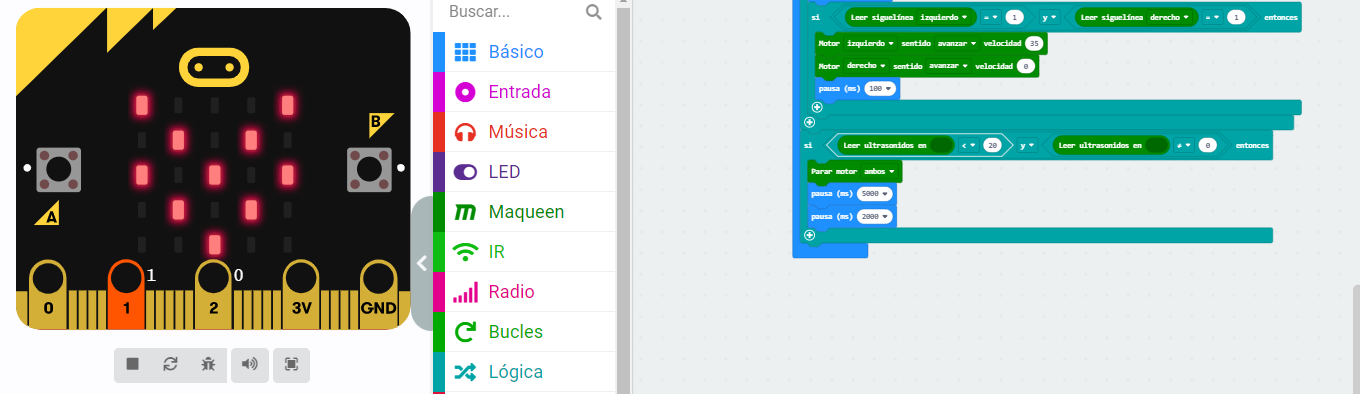 Buscar...
Básico
Entrada
Música
LED
Maqueen
IR
Radio
Bucles
Lógica
A
B
1
0
0
1
2
3V
GND
si Leer siguelínea izquierdo = 1 y Leer siguelínea derecho = 1 entonces
Motor izquierdo sentido avanzar velocidad 35
Motor derecho sentido avanzar velocidad 0
pausa (ms) 100
si Leer ultrasonidos en < 20 y Leer ultrasonidos en ≠ 0 entonces
Parar motor ambos
pausa (ms) 5000
pausa (ms) 2000